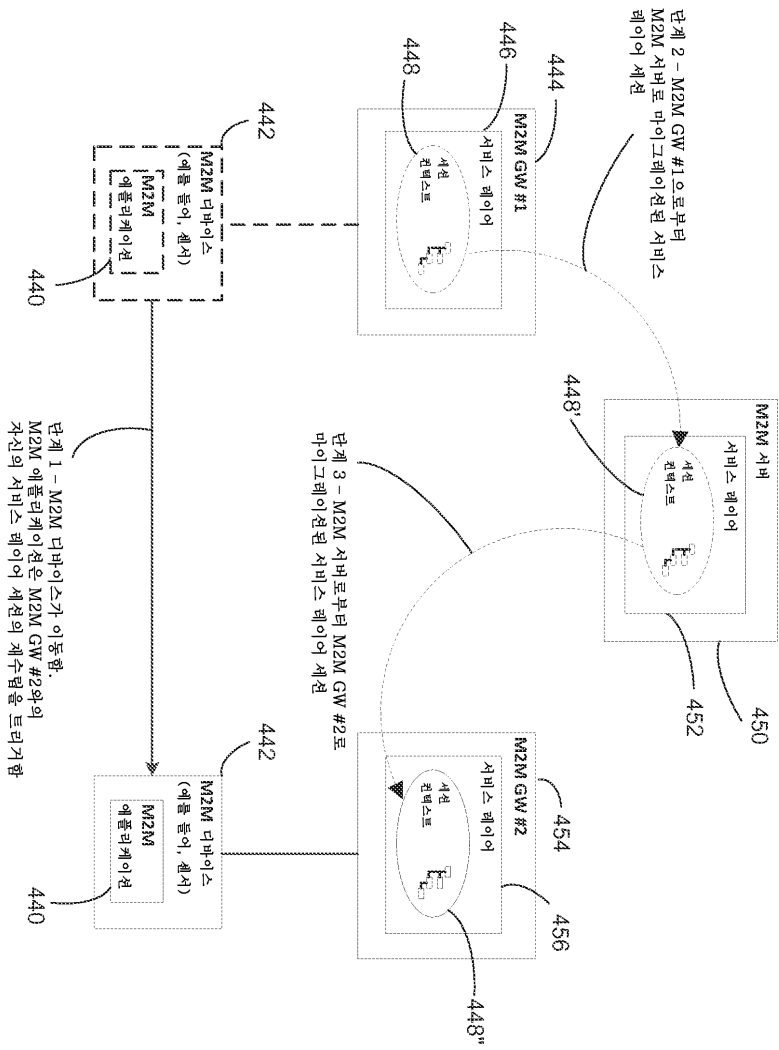 450
M2M 서버
452
서비스 레이어
448'
세션
컨텍스트
단계 2 - M2M GW #1으로부터
M2M 서버로 마이그레이션된 서비스
레이어 세션
444
446
448
M2M GW #1
서비스 레이어
세션
컨텍스트
단계 3 - M2M 서버로부터 M2M GW #2로
마이그레이션된 서비스 레이어 세션
454
456
448"
M2M GW #2
서비스 레이어
세션
컨텍스트
442
M2M 디바이스
(예를 들어, 센서)
M2M
애플리케이션
440
442
M2M 디바이스
(예를 들어, 센서)
M2M
애플리케이션
440
단계 1 - M2M 디바이스가 이동함.
M2M 애플리케이션은 M2M GW #2와의
자신의 서비스 레이어 세션의 재수립을 트리거함